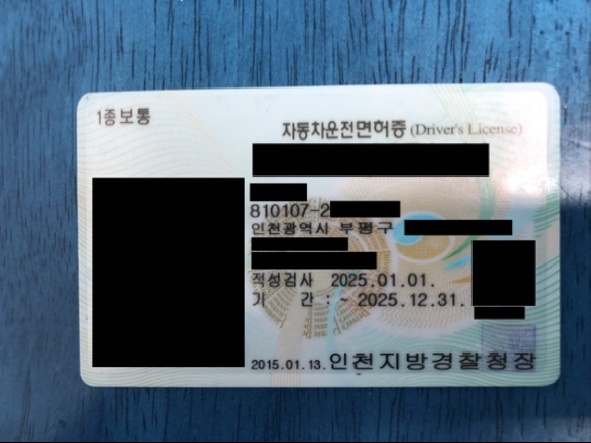 1종보통
자동차운전면허증 (Driver's License)
810107-2
인천광역시 부평구
적성검사 2025.01.01.
기 간 : ~ 2025.12.31.
2015.01.13. 인천지방경찰청장